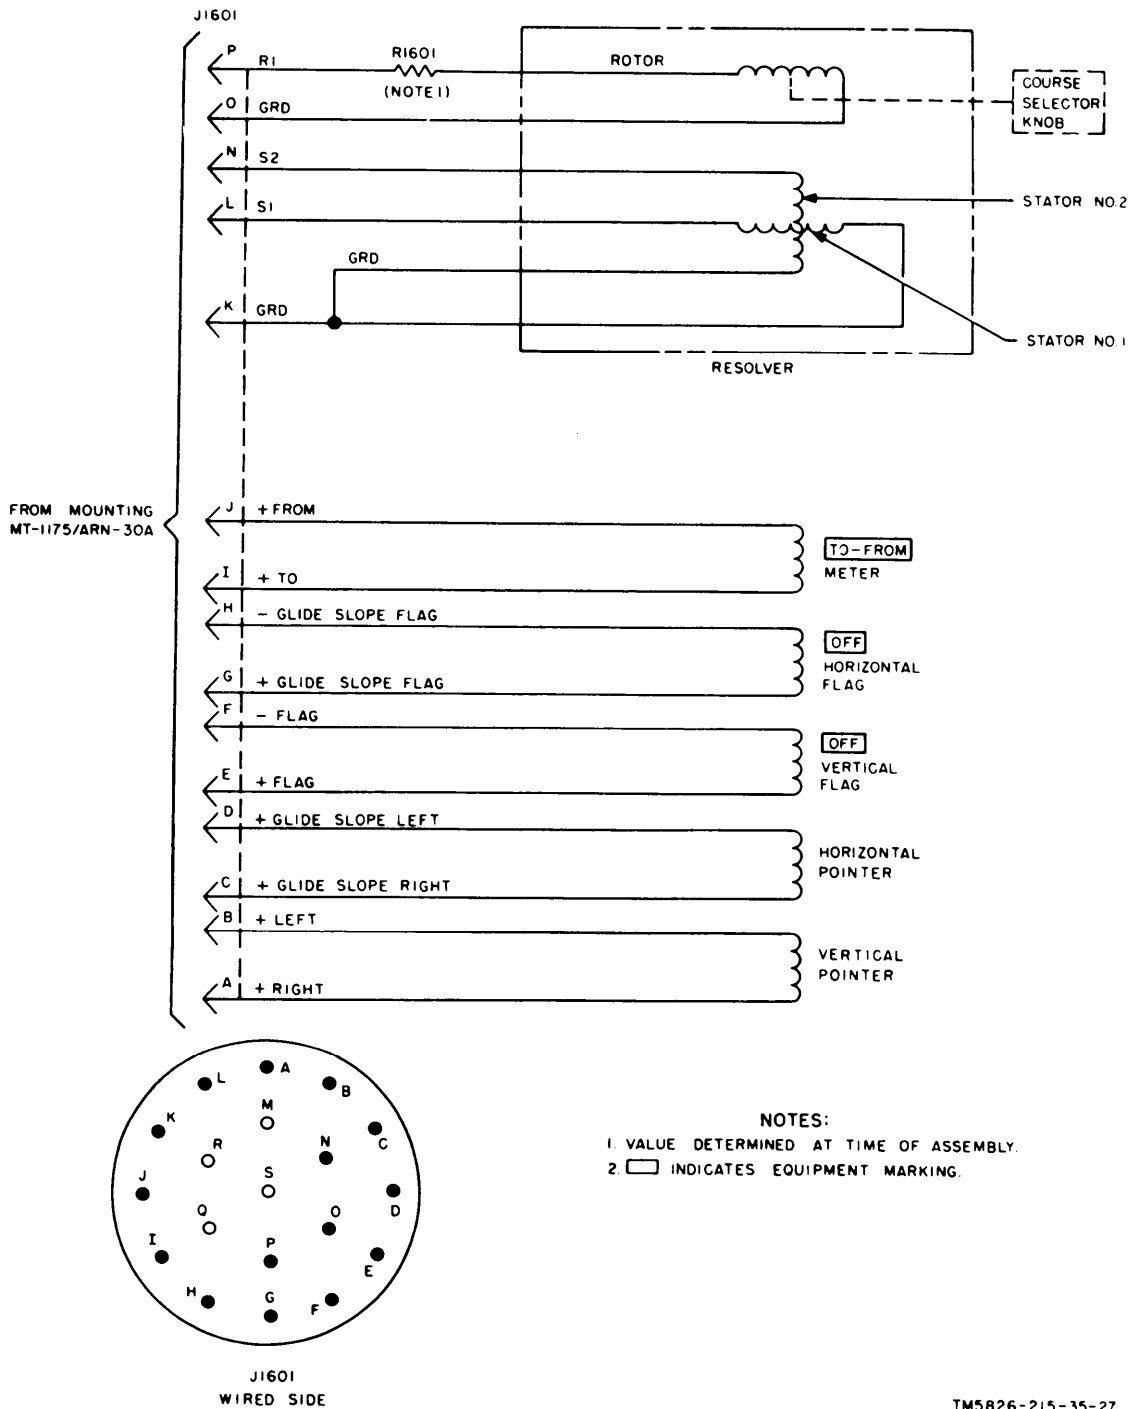 J1601
P
R1
R1601
(NOTE 1)
ROTOR
COURSE
SELECTOR
KNOB
O
GRD
N
S2
L
S1
STATOR NO.2
GRD
K
GRD
STATOR NO.1
RESOLVER
FROM MOUNTING
MT-1175/ARN-30A
J
+ FROM
TO-FROM
METER
I
+ TO
H
- GLIDE SLOPE FLAG
OFF
HORIZONTAL
FLAG
G
+ GLIDE SLOPE FLAG
F
- FLAG
OFF
VERTICAL
FLAG
E
+ FLAG
D
+ GLIDE SLOPE LEFT
HORIZONTAL
POINTER
C
+ GLIDE SLOPE RIGHT
B
+ LEFT
VERTICAL
POINTER
A
+ RIGHT
A
L
B
M
K
C
R
N
J
S
D
Q
O
I
P
E
H
G
F
J1601
WIRED SIDE
NOTES:
1. VALUE DETERMINED AT TIME OF ASSEMBLY.
2. INDICATES EQUIPMENT MARKING.
TM5826-215-35-27